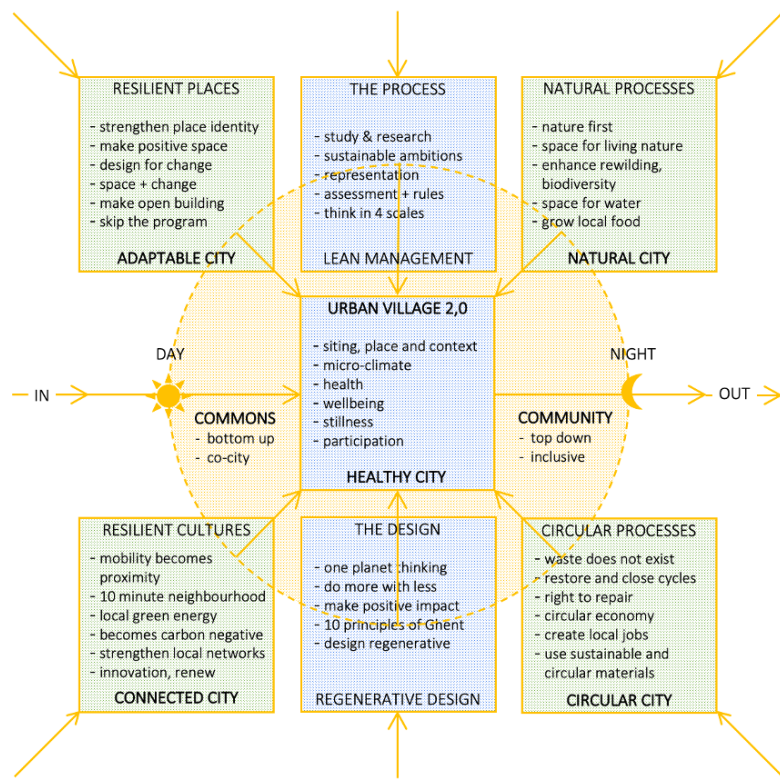 RESILIENT PLACES
- strengthen place identity
- make positive space
- design for change
- space + change
- make open building
- skip the program
ADAPTABLE CITY
THE PROCESS
- study & research
- sustainable ambitions
- representation
- assessment + rules
- think in 4 scales
LEAN MANAGEMENT
NATURAL PROCESSES
- nature first
- space for living nature
- enhance rewilding,
biodiversity
- space for water
- grow local food
NATURAL CITY
DAY
IN
COMMONS
- bottom up
- co-city
URBAN VILLAGE 2,0
- siting, place and context
- micro-climate
- health
- wellbeing
- stillness
- participation
HEALTHY CITY
NIGHT
OUT
COMMUNITY
- top down
- inclusive
RESILIENT CULTURES
- mobility becomes
proximity
- 10 minute neighbourhood
- local green energy
- becomes carbon negative
- strengthen local networks
- innovation, renew
CONNECTED CITY
THE DESIGN
- one planet thinking
- do more with less
- make positive impact
- 10 principles of Ghent
- design regenerative
REGENERATIVE DESIGN
CIRCULAR PROCESSES
- waste does not exist
- restore and close cycles
- right to repair
- circular economy
- create local jobs
- use sustainable and
circular materials
CIRCULAR CITY